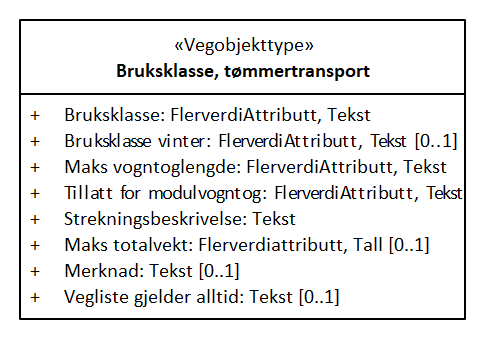 «Vegobjekttype»
Bruksklasse, tømmertransport
+ Bruksklasse: FlerverdiAttributt, Tekst
+ Bruksklasse vinter: FlerverdiAttributt, Tekst [0..1]
+ Maks vogntoglengde: FlerverdiAttributt, Tekst
+ Tillatt for modulvogntog: FlerverdiAttributt, Tekst
+ Strekningsbeskrivelse: Tekst
+ Maks totalvekt: Flerverdiattributt, Tall [0..1]
+ Merknad: Tekst [0..1]
+ Vegliste gjelder alltid: Tekst [0..1]